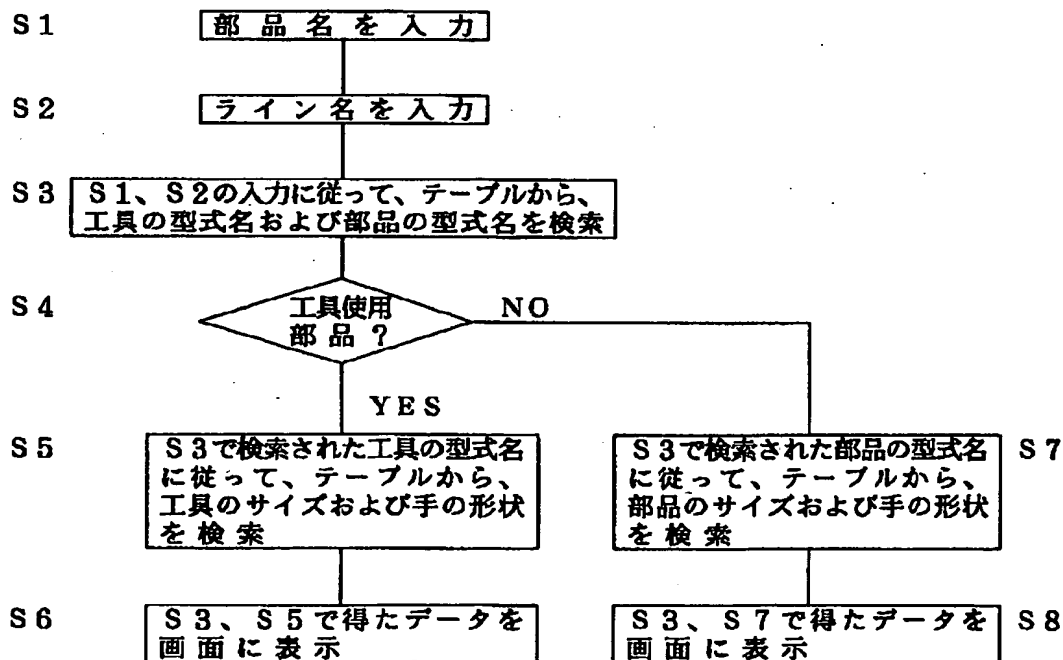 S1
部品名を入力
S2
ライン名を入力
S3
S1、S2の入力に従って、テーブルから、
工具の型式名および部品の型式名を検索
S4
工具使用
部品?
NO
YES
S5
S3で検索された工具の型式名
に従って、テーブルから、
工具のサイズおよび手の形状
を検索
S3で検索された部品の型式名
に従って、テーブルから、
部品のサイズおよび手の形状
を検索
S7
S6
S3、S5で得たデータを
画面に表示
S3、S7で得たデータを
画面に表示
S8